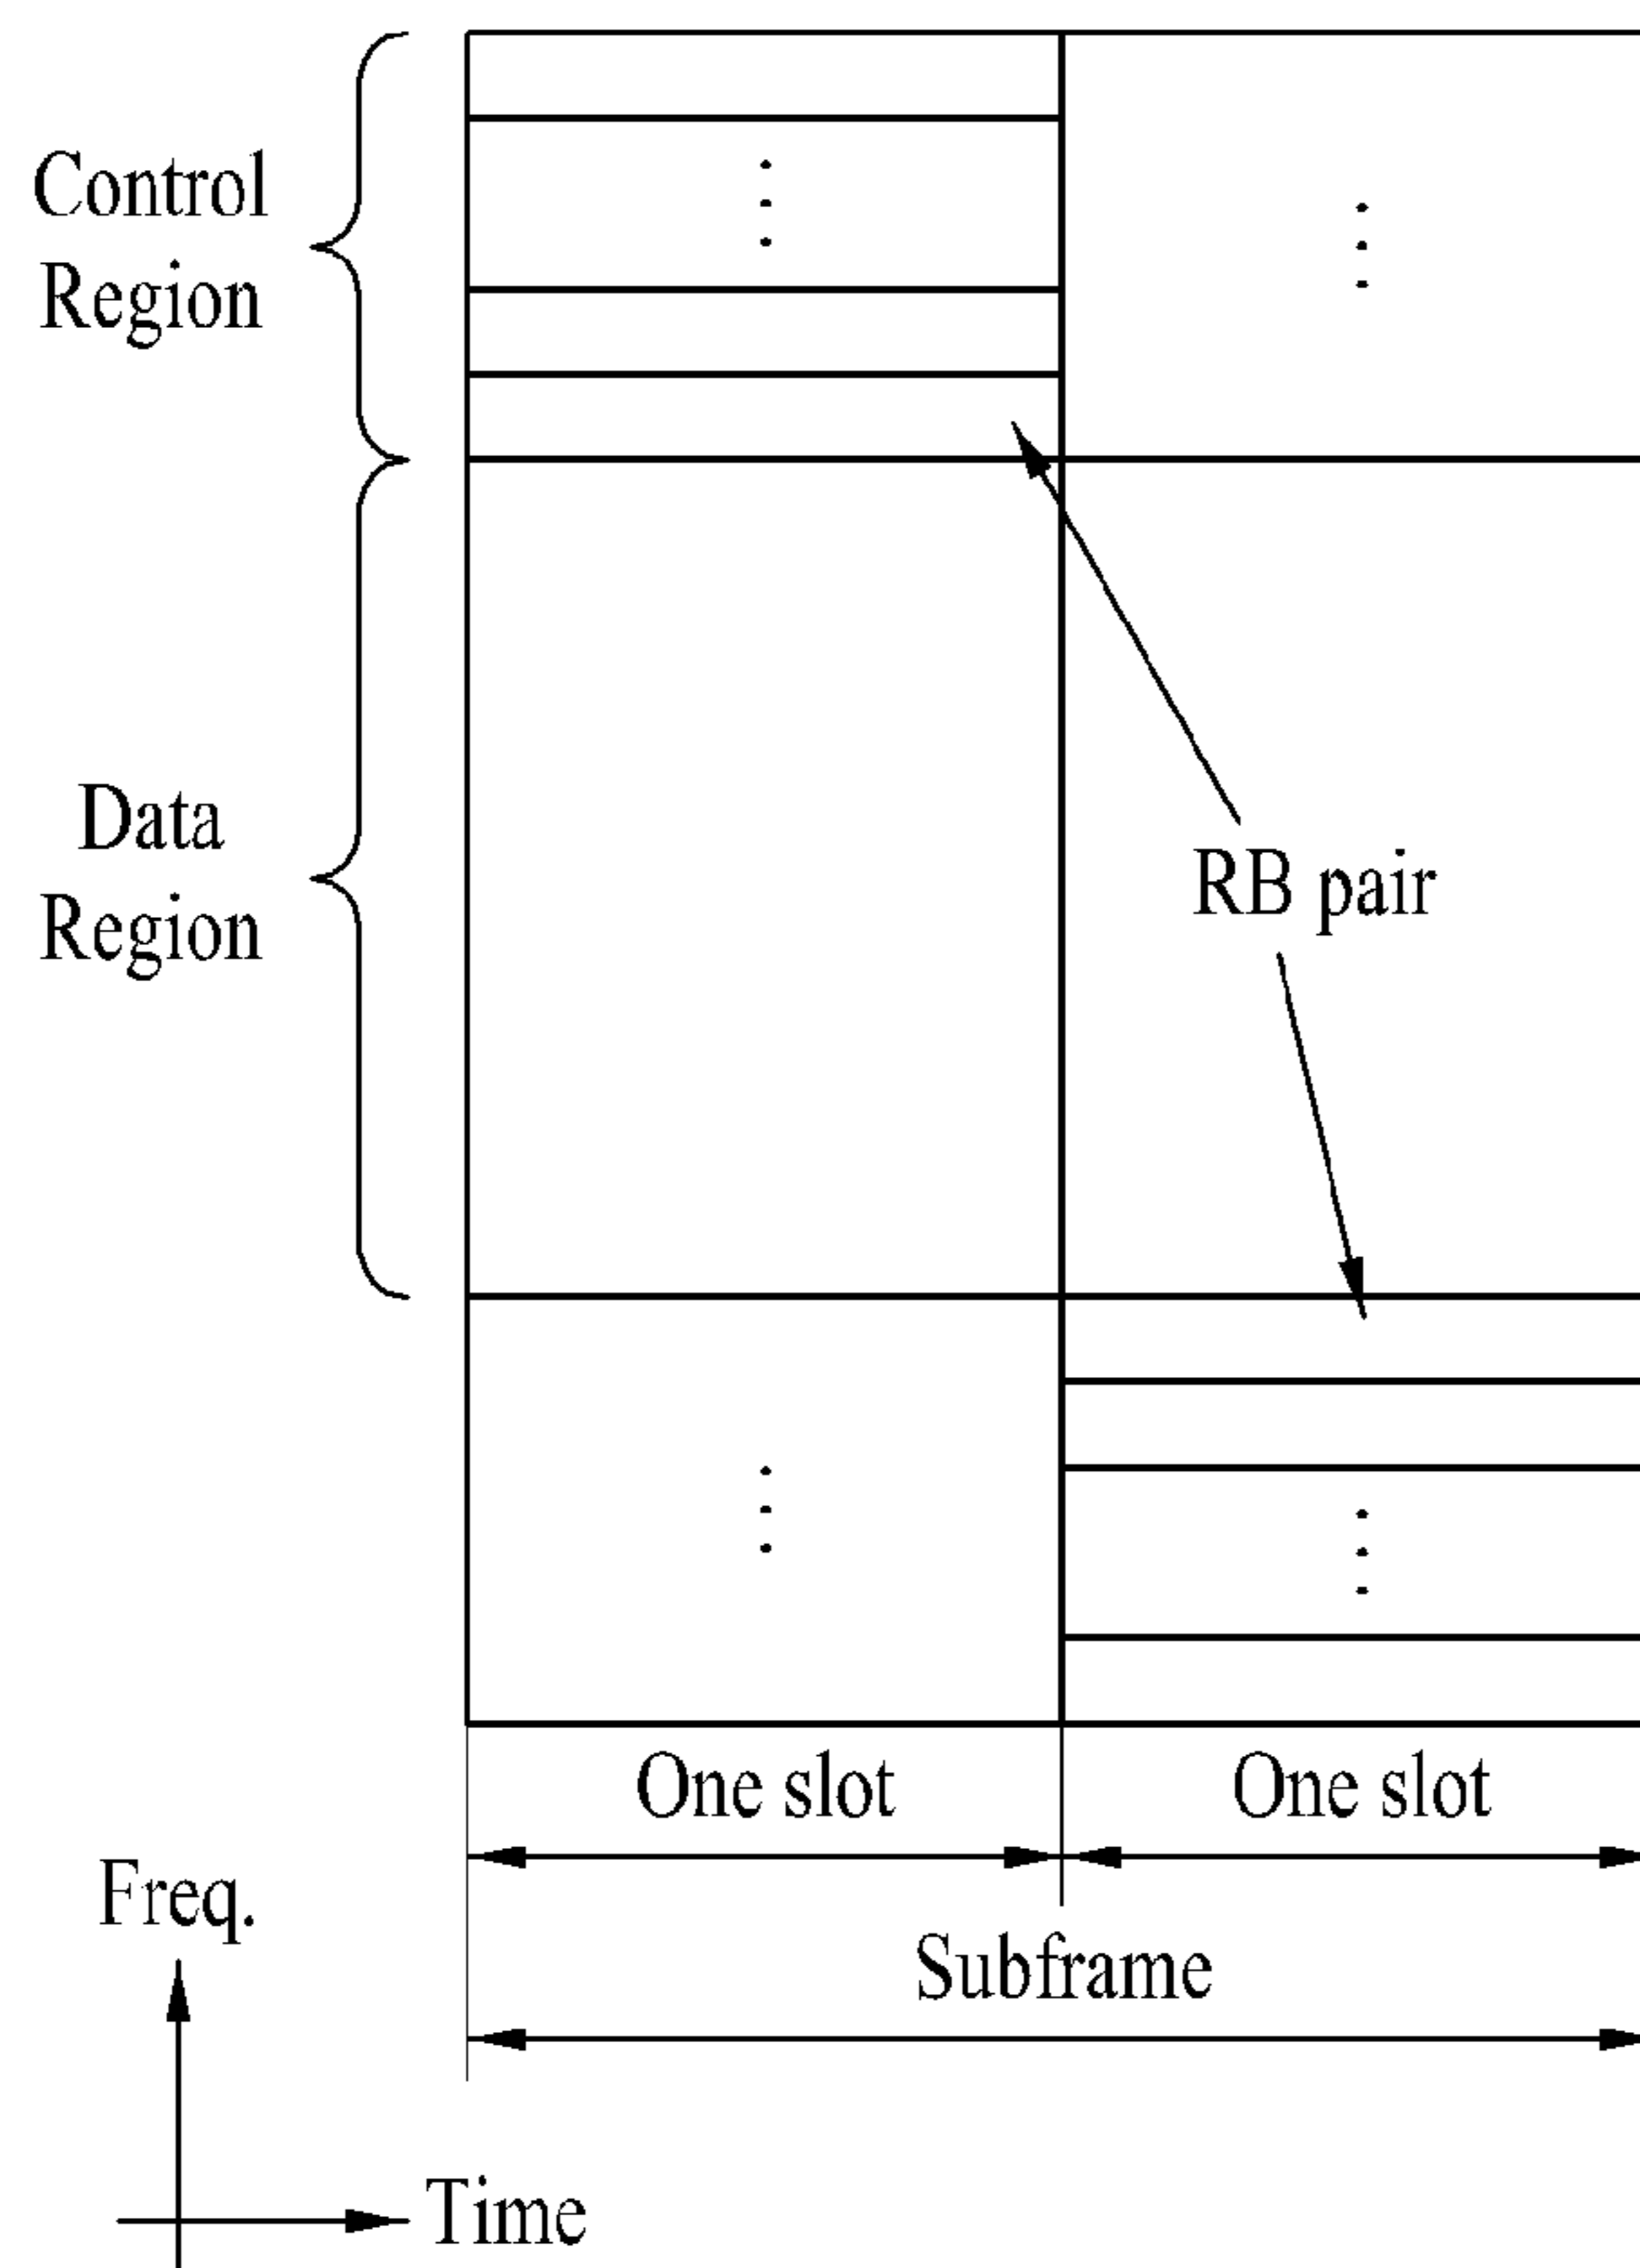 Control
Region
Data
Region
RB pair
One slot
One slot
Subframe
Freq.
Time